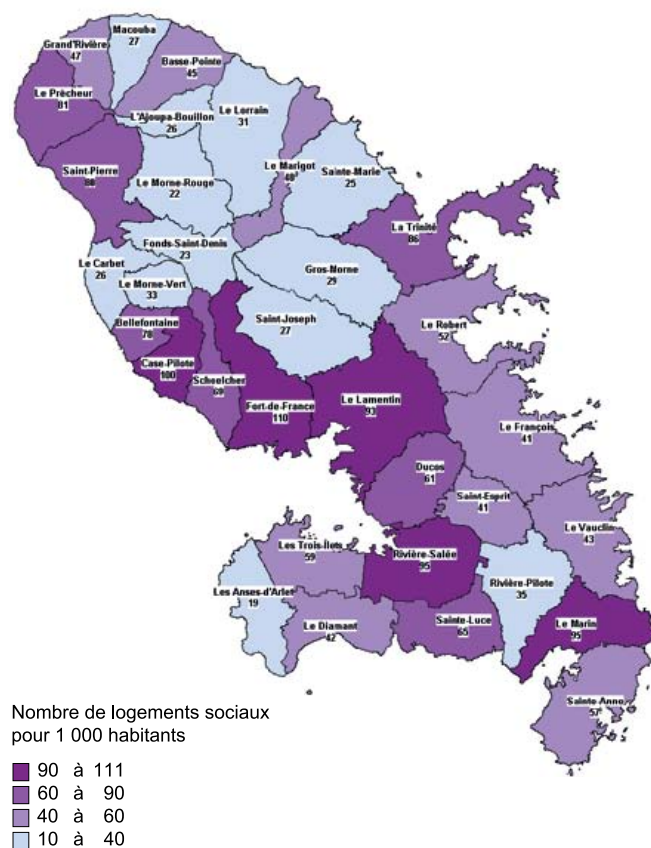 Macouba
27
Grand'Rivière
47
Basse-Pointe
45
Le Prêcheur
81
L'Ajoupa-Bouillon
26
Le Lorrain
31
Saint-Pierre
Le Marigot
48
Sainte-Marie
25
Le Morne-Rouge
22
La Trinité
86
Fonds-Saint-Denis
23
Le Carbet
26
Gros-Morne
29
Le Morne-Vert
33
Bellefontaine
78
Saint-Joseph
27
Le Robert
52
Case-Pilote
100
Schoelcher
69
Fort-de-France
110
Le Lamentin
93
Le François
41
Ducos
61
Saint-Esprit
41
Le Vauclin
43
Les Trois-Ilets
59
Rivière-Salée
95
Rivière-Pilote
35
Les Anses-d'Arlet
19
Le Diamant
42
Sainte-Luce
65
Le Marin
95
Sainte-Anne
57
Nombre de logements sociaux
pour 1 000 habitants
90 à 111
60 à 90
40 à 60
10 à 40